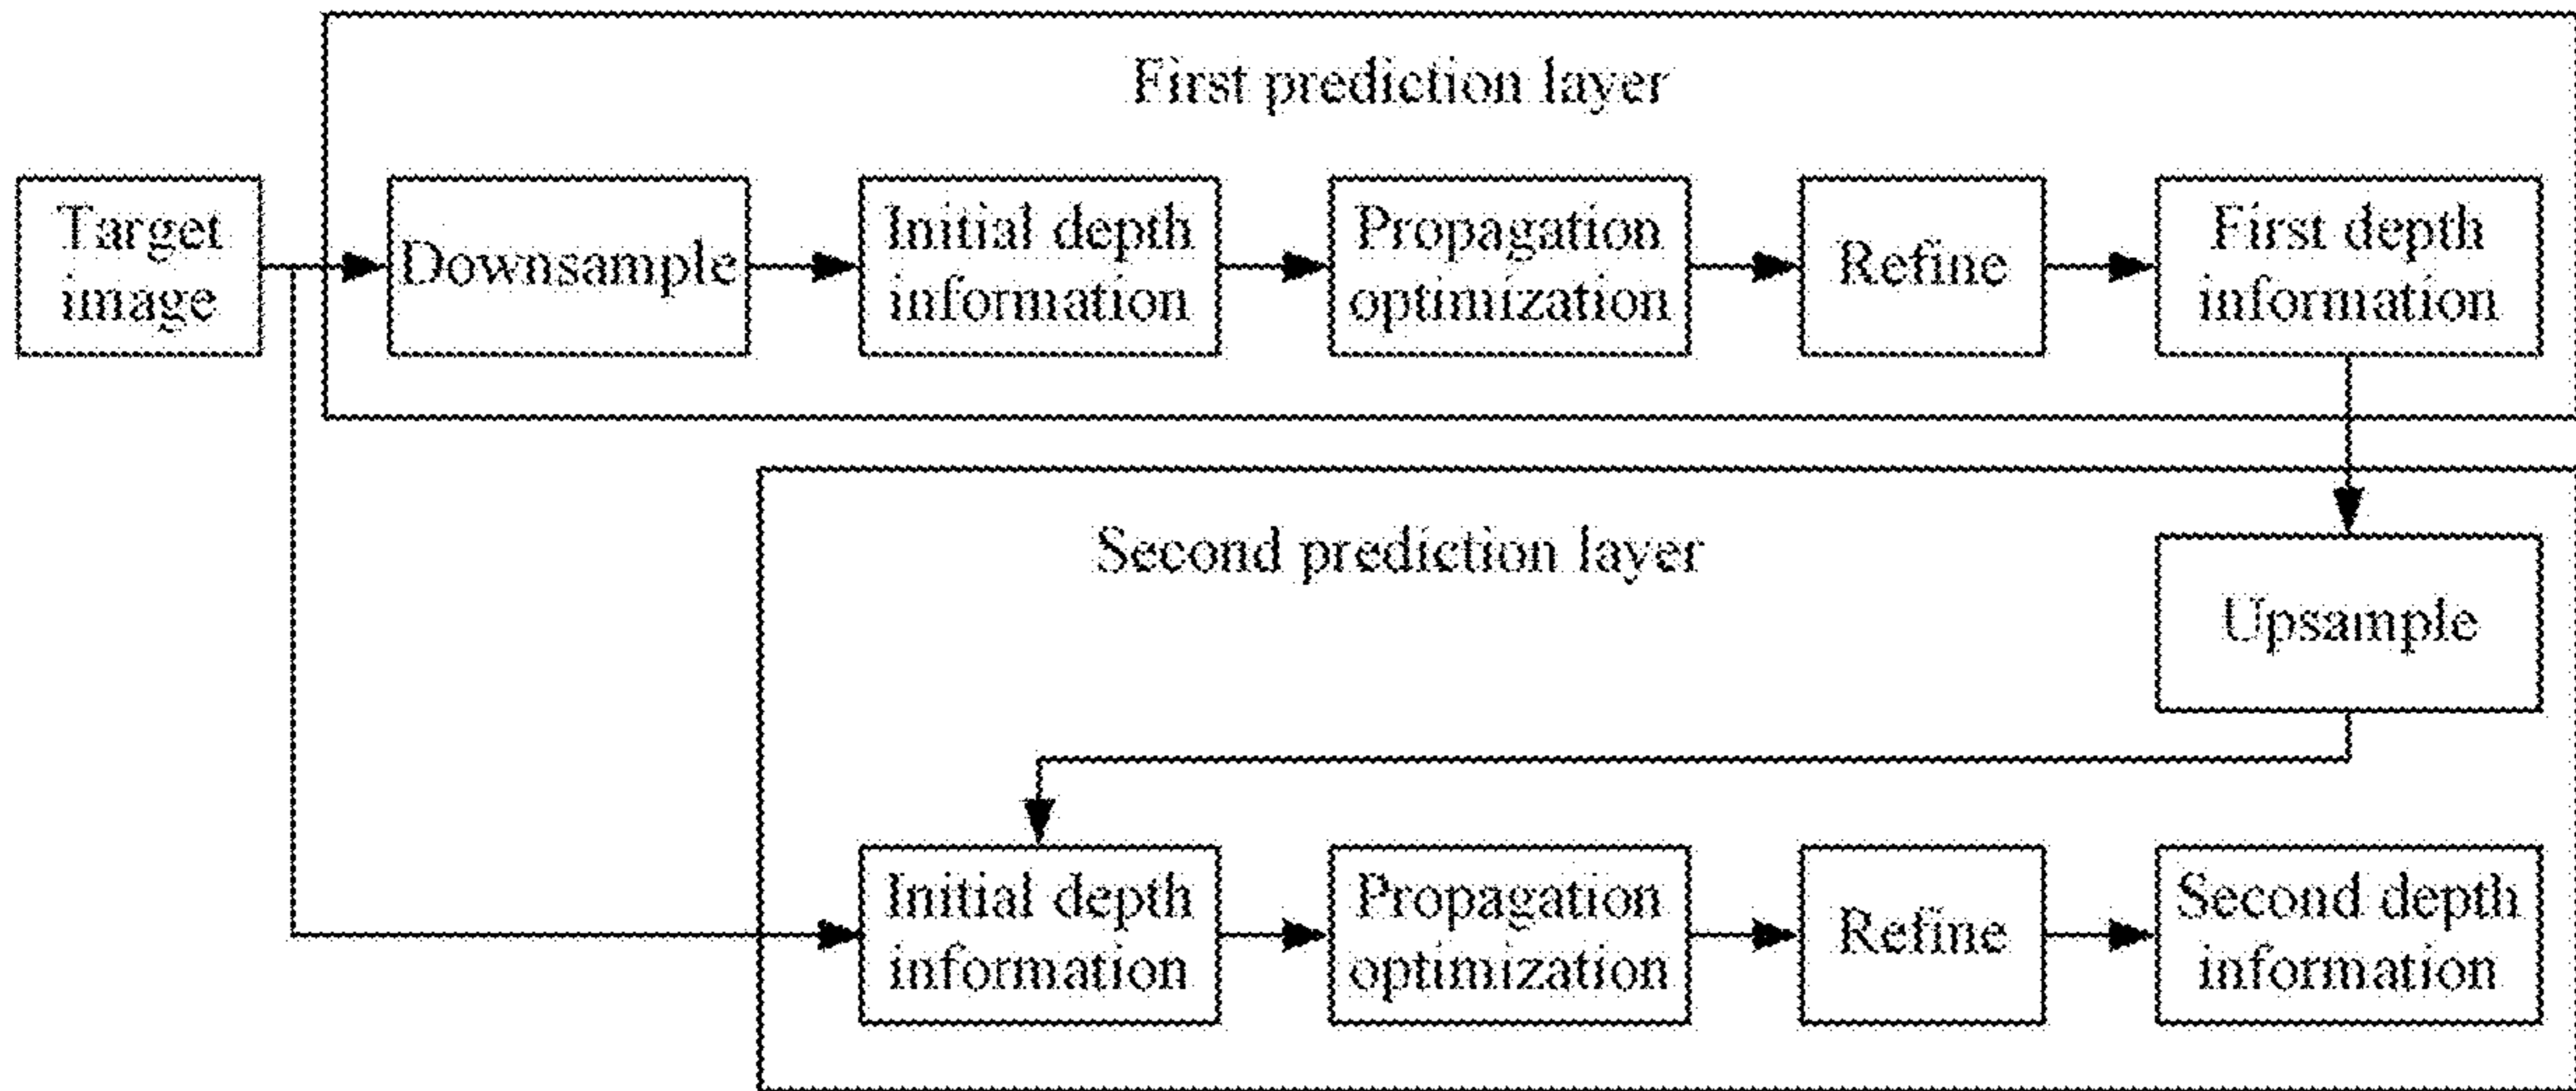 First prediction layer
Target
image
Downsample
Initial depth
information
Propagation
optimization
Refine
First depth
information
Second prediction layer
Upsample
Initial depth
information
Propagation
optimization
Refine
Second depth
information